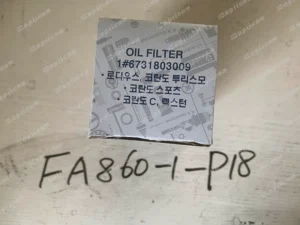 OIL FILTER
1#6731803009
• 로디우스, 코란도 투리스모
• 코란도 스포츠
• 코란도 C, 렉스턴
FA860-1-P18